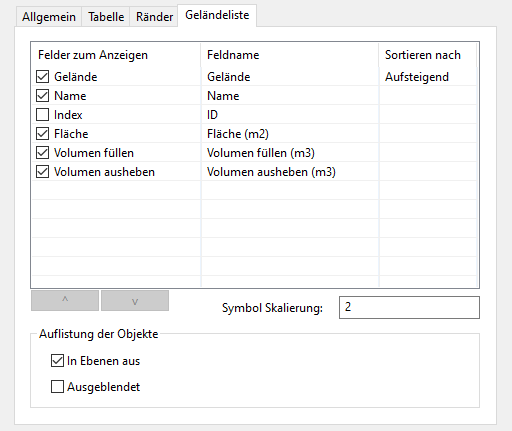 Allgemein Tabelle Ränder Geländeliste
Felder zum Anzeigen Feldname Sortieren nach
Gelände Gelände Aufsteigend
Name Name
Index ID
Fläche Fläche (m2)
Volumen füllen Volumen füllen (m3)
Volumen ausheben Volumen ausheben (m3)
^ v Symbol Skalierung: 2
Auflistung der Objekte
In Ebenen aus
Ausgeblendet